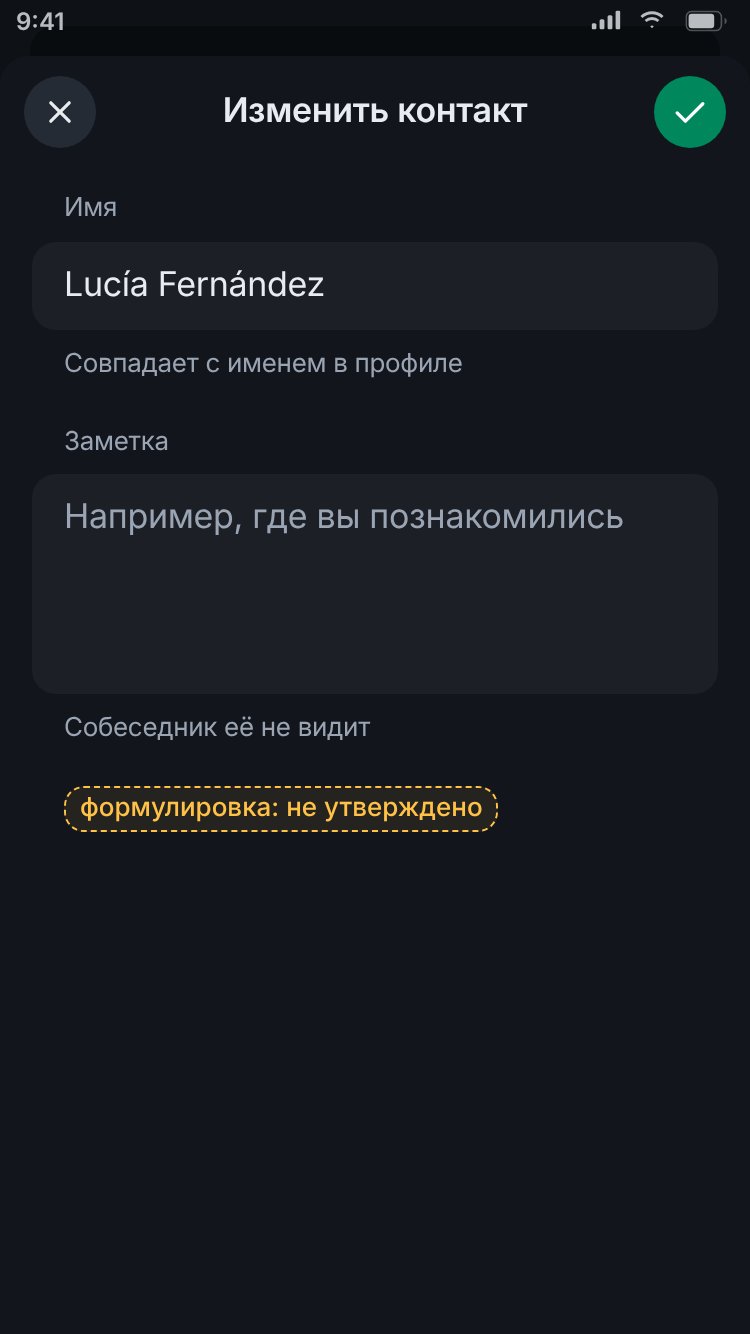 9:41
Изменить контакт
Имя
Lucía Fernández
Совпадает с именем в профиле
Заметка
Например, где вы познакомились
Собеседник её не видит
формулировка: не утверждено